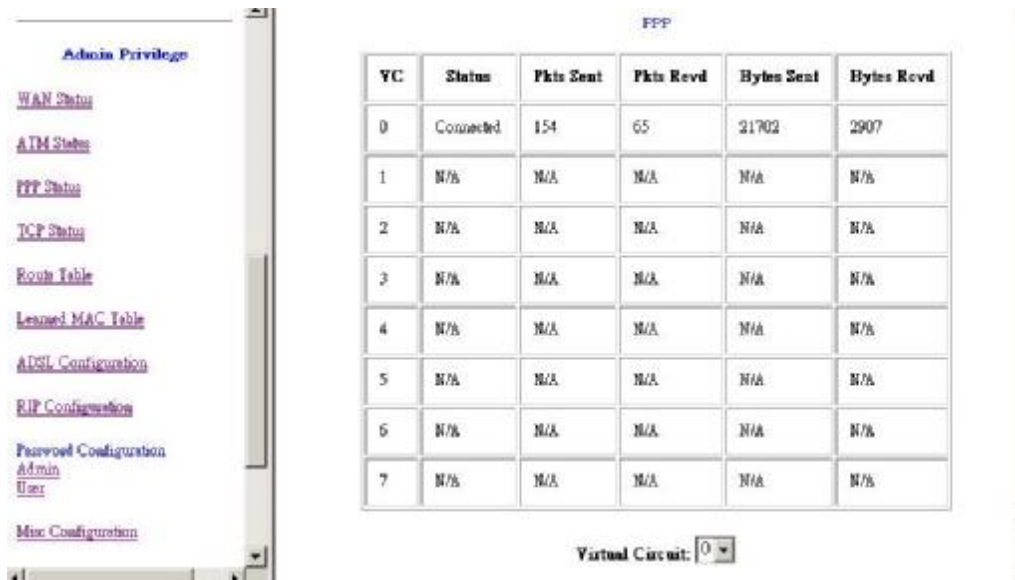 Admin Privilege
WAN Status
ATM Status
PPP Status
TCP Status
Route Table
Learned MAC Table
ADSL Configuration
RIP Configuration
Password Configuration
Admin
User
Misc Configuration
PPP
VC Status Pkts Sent Pkts Rcvd Bytes Sent Bytes Rcvd
0 Connected 154 65 21702 2907
1 N/A N/A N/A N/A N/A
2 N/A N/A N/A N/A N/A
3 N/A N/A N/A N/A N/A
4 N/A N/A N/A N/A N/A
5 N/A N/A N/A N/A N/A
6 N/A N/A N/A N/A N/A
7 N/A N/A N/A N/A N/A
Virtual Circuit: 0